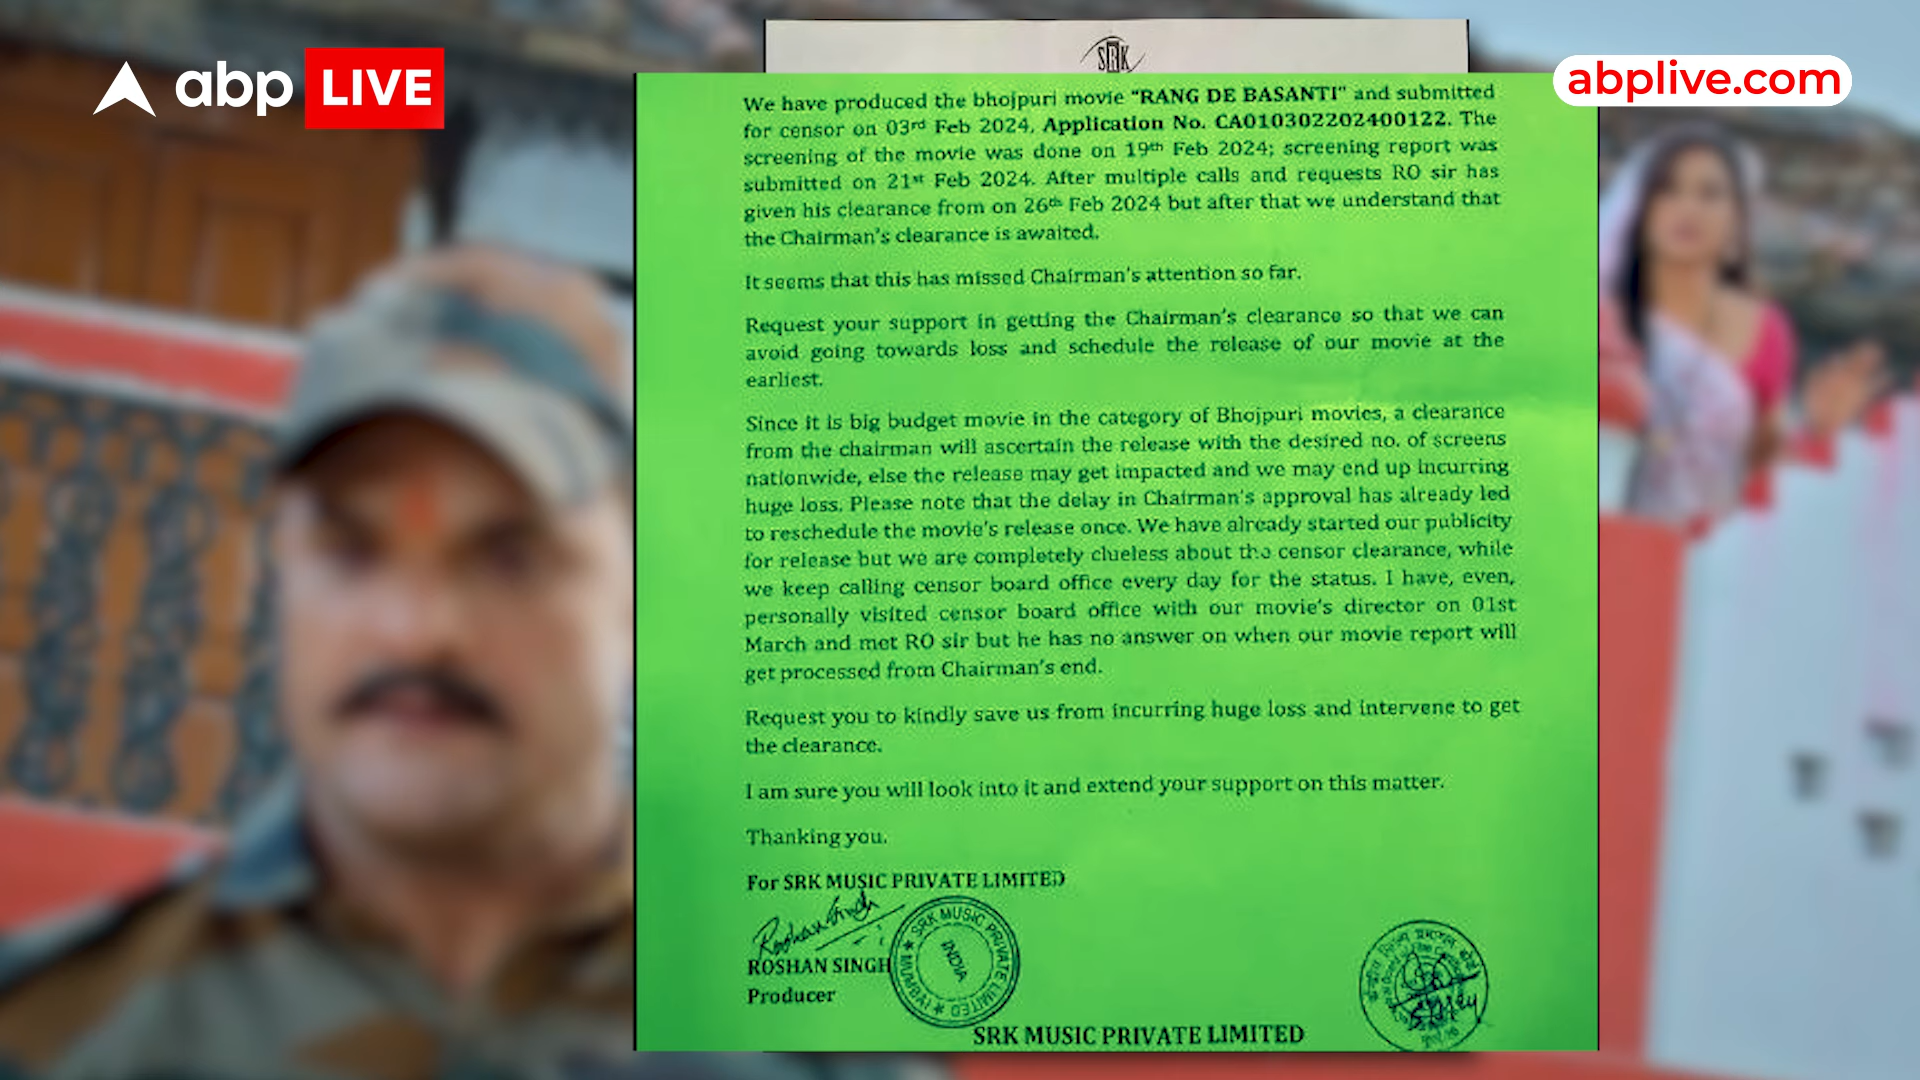 abp LIVE
abplive.com
SRK
We have produced the bhojpuri movie “RANG DE BASANTI” and submitted
for censor on 03rd Feb 2024, Application No. CA010302202400122. The
screening of the movie was done on 19th Feb 2024; screening report was
submitted on 21st Feb 2024. After multiple calls and requests RO sir has
given his clearance from on 26th Feb 2024 but after that we understand that
the Chairman’s clearance is awaited.
It seems that this has missed Chairman’s attention so far.
Request your support in getting the Chairman’s clearance so that we can
avoid going towards loss and schedule the release of our movie at the
earliest.
Since it is big budget movie in the category of Bhojpuri movies, a clearance
from the chairman will ascertain the release with the desired no. of screens
nationwide, else the release may get impacted and we may end up incurring
huge loss. Please note that the delay in Chairman’s approval has already led
to reschedule the movie’s release once. We have already started our publicity
for release but we are completely clueless about the censor clearance, while
we keep calling censor board office every day for the status. I have, even,
personally visited censor board office with our movie’s director on 01st
March and met RO sir but he has no answer on when our movie report will
get processed from Chairman’s end.
Request you to kindly save us from incurring huge loss and intervene to get
the clearance.
I am sure you will look into it and extend your support on this matter.
Thanking you.
For SRK MUSIC PRIVATE LIMITED
Roshan Singh
SRK MUSIC PRIVATE LIMITED ★ MUMBAI ★
INDIA
ROSHAN SINGH
Producer
SRK MUSIC PRIVATE LIMITED